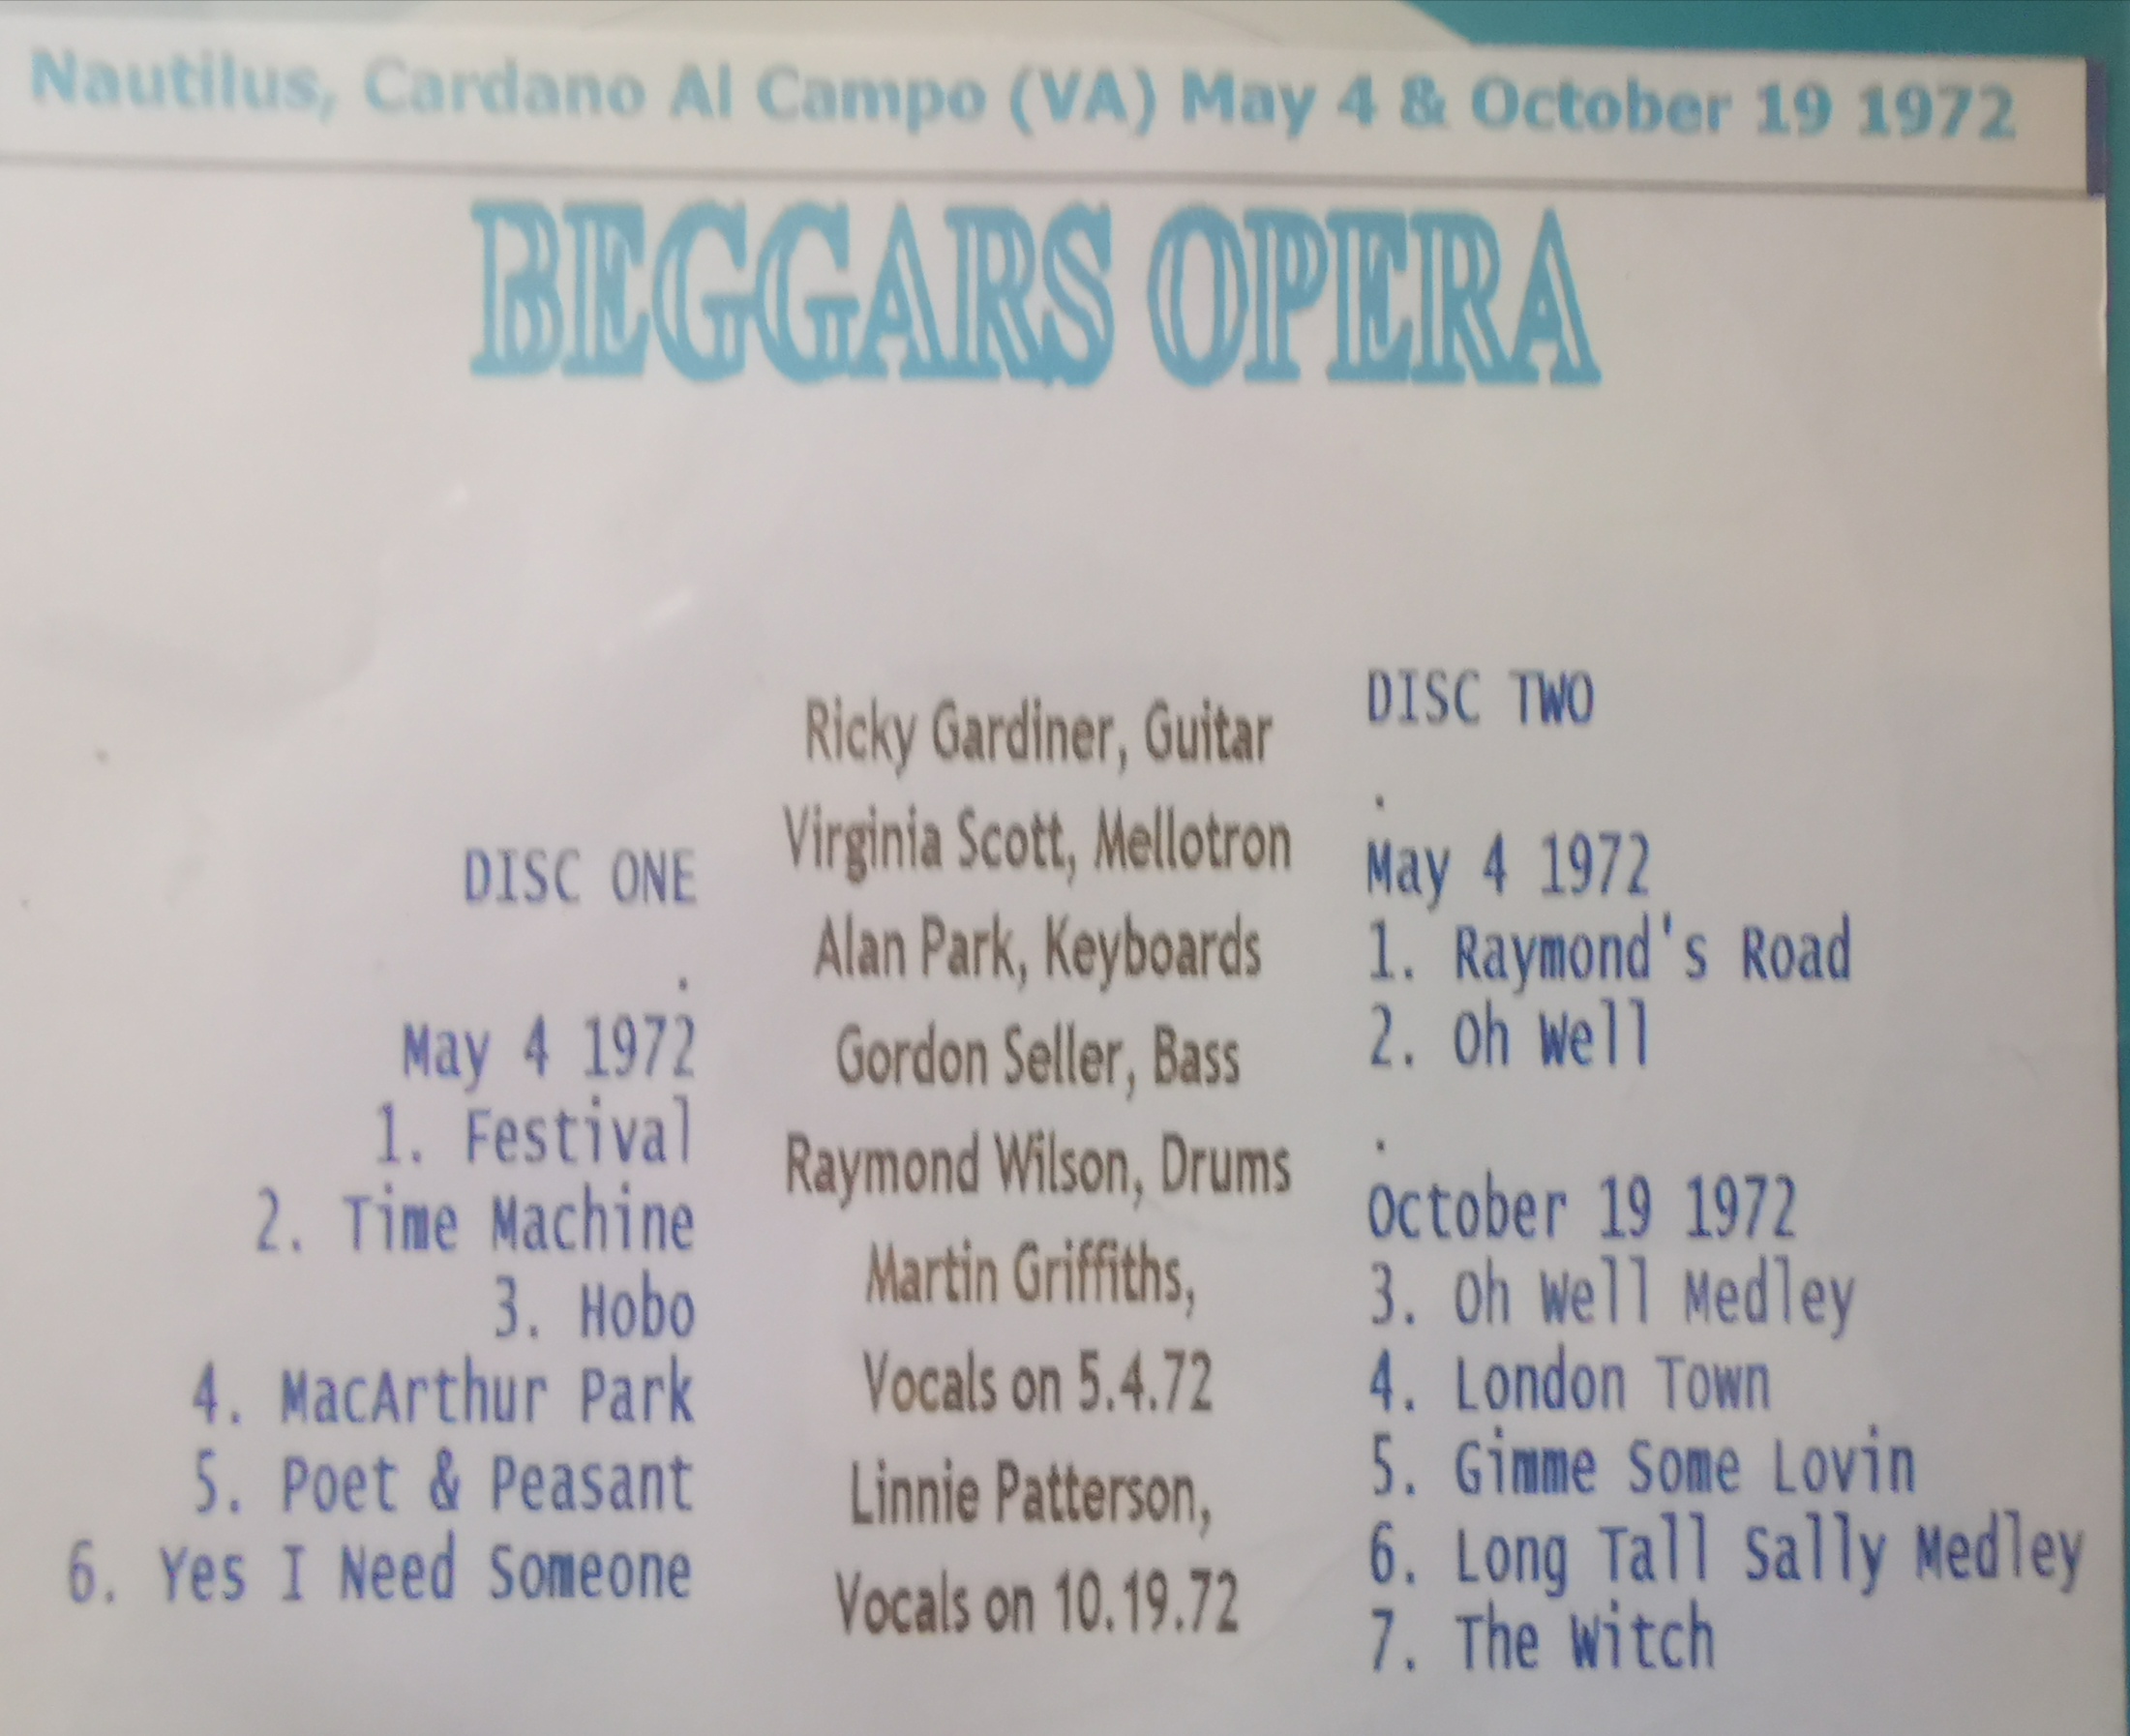 Nautilus, Cardano Al Campo (VA) May 4 & October 19 1972
BEGGARS OPERA
DISC ONE
.
May 4 1972
1. Festival
2. Time Machine
3. Hobo
4. MacArthur Park
5. Poet & Peasant
6. Yes I Need Someone
Ricky Gardiner, Guitar
Virginia Scott, Mellotron
Alan Park, Keyboards
Gordon Seller, Bass
Raymond Wilson, Drums
Martin Griffiths,
Vocals on 5.4.72
Linnie Patterson,
Vocals on 10.19.72
DISC TWO
.
May 4 1972
1. Raymond's Road
2. Oh Well
.
October 19 1972
3. Oh Well Medley
4. London Town
5. Gimme Some Lovin
6. Long Tall Sally Medley
7. The Witch